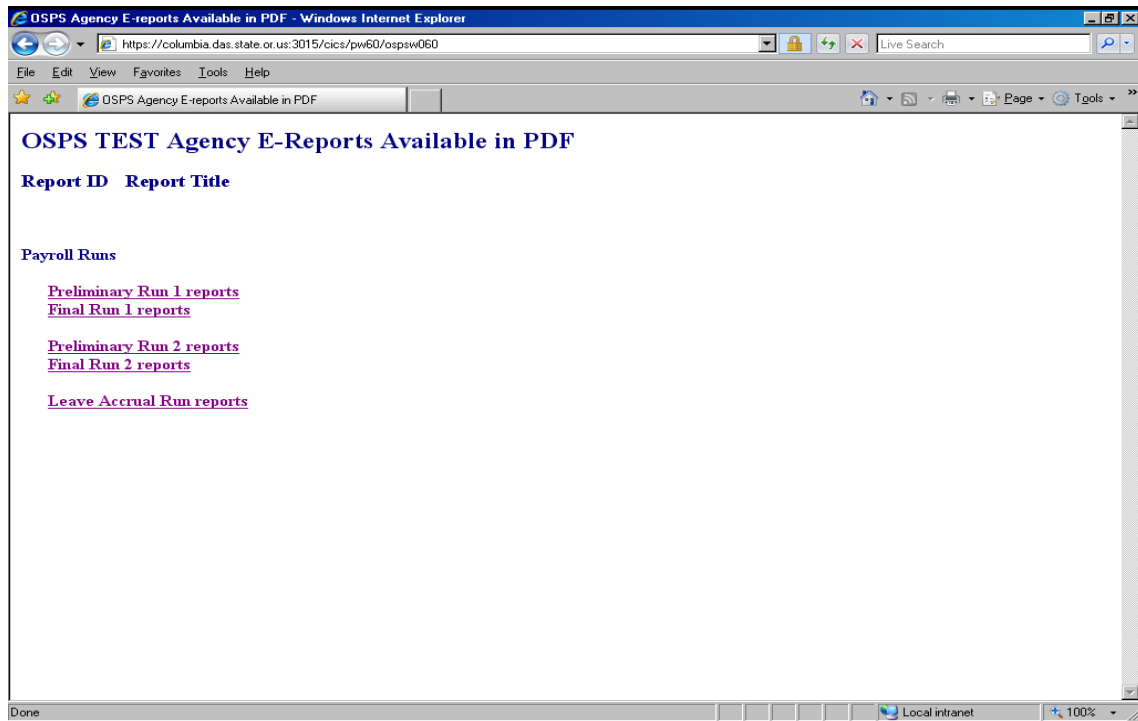 OSPS Agency E-reports Available in PDF - Windows Internet Explorer
https://columbia.das.state.or.us:3015/cics/pw60/ospsw060
Live Search
File Edit View Favorites Tools Help
OSPS Agency E-reports Available in PDF
Page Tools »
OSPS TEST Agency E-Reports Available in PDF
Report ID Report Title
Payroll Runs
Preliminary Run 1 reports
Final Run 1 reports
Preliminary Run 2 reports
Final Run 2 reports
Leave Accrual Run reports
Done
Local intranet
100%